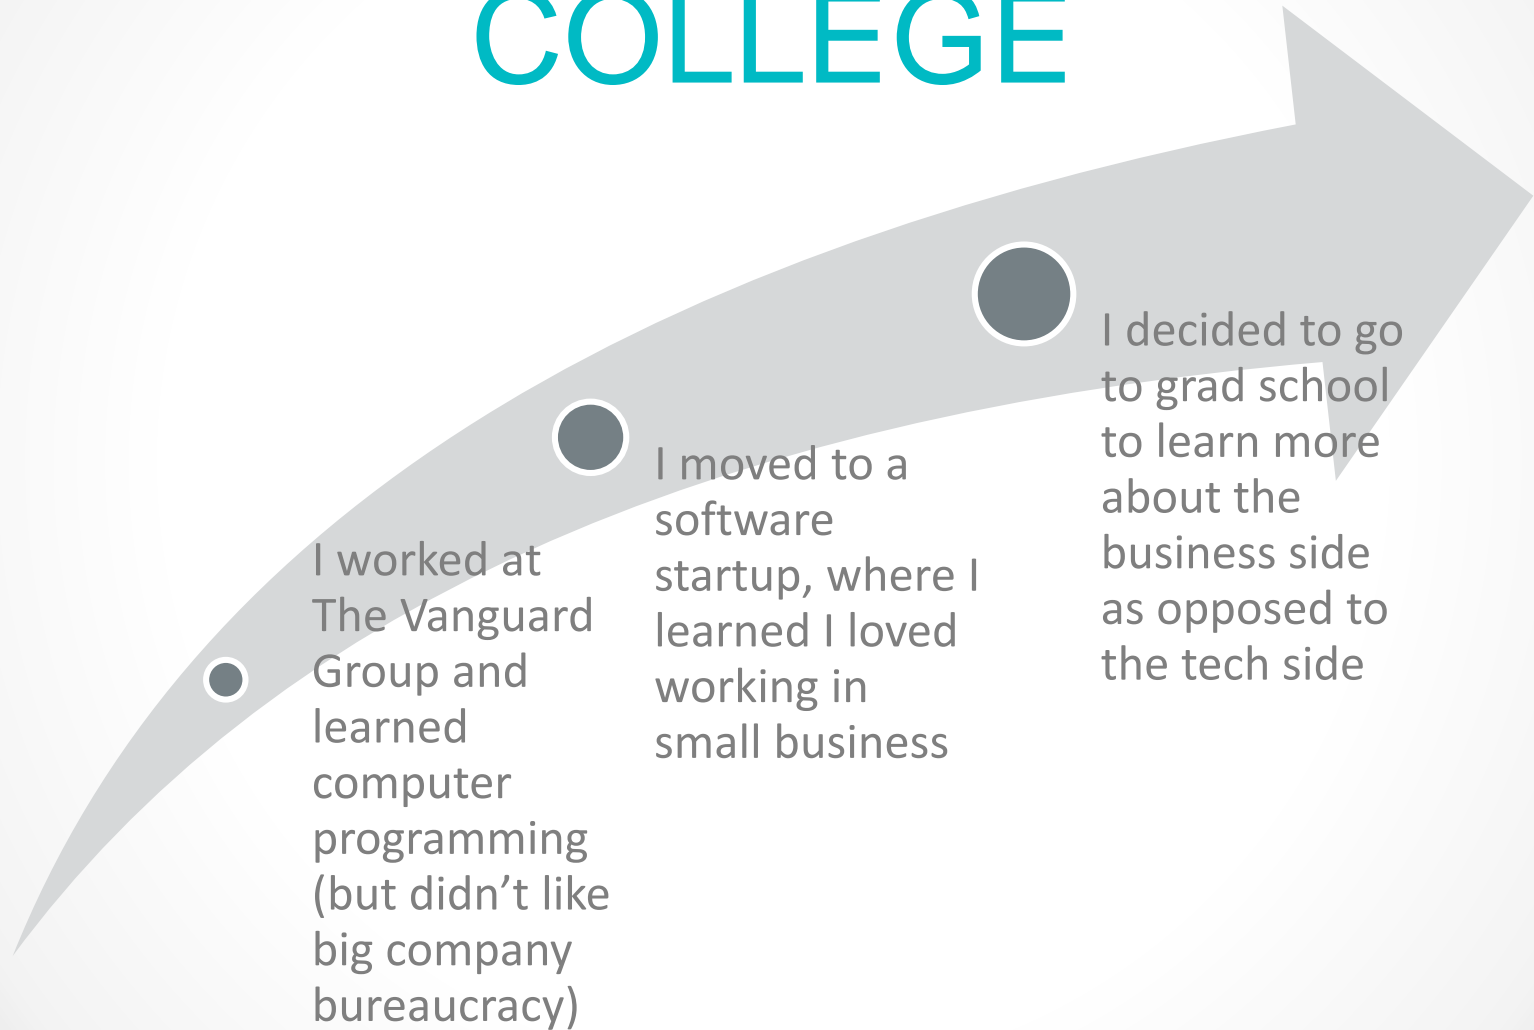 COLLEGE
I worked at
The Vanguard
Group and
learned
computer
programming
(but didn’t like
big company
bureaucracy)
I moved to a
software
startup, where I
learned I loved
working in
small business
I decided to go
to grad school
to learn more
about the
business side
as opposed to
the tech side